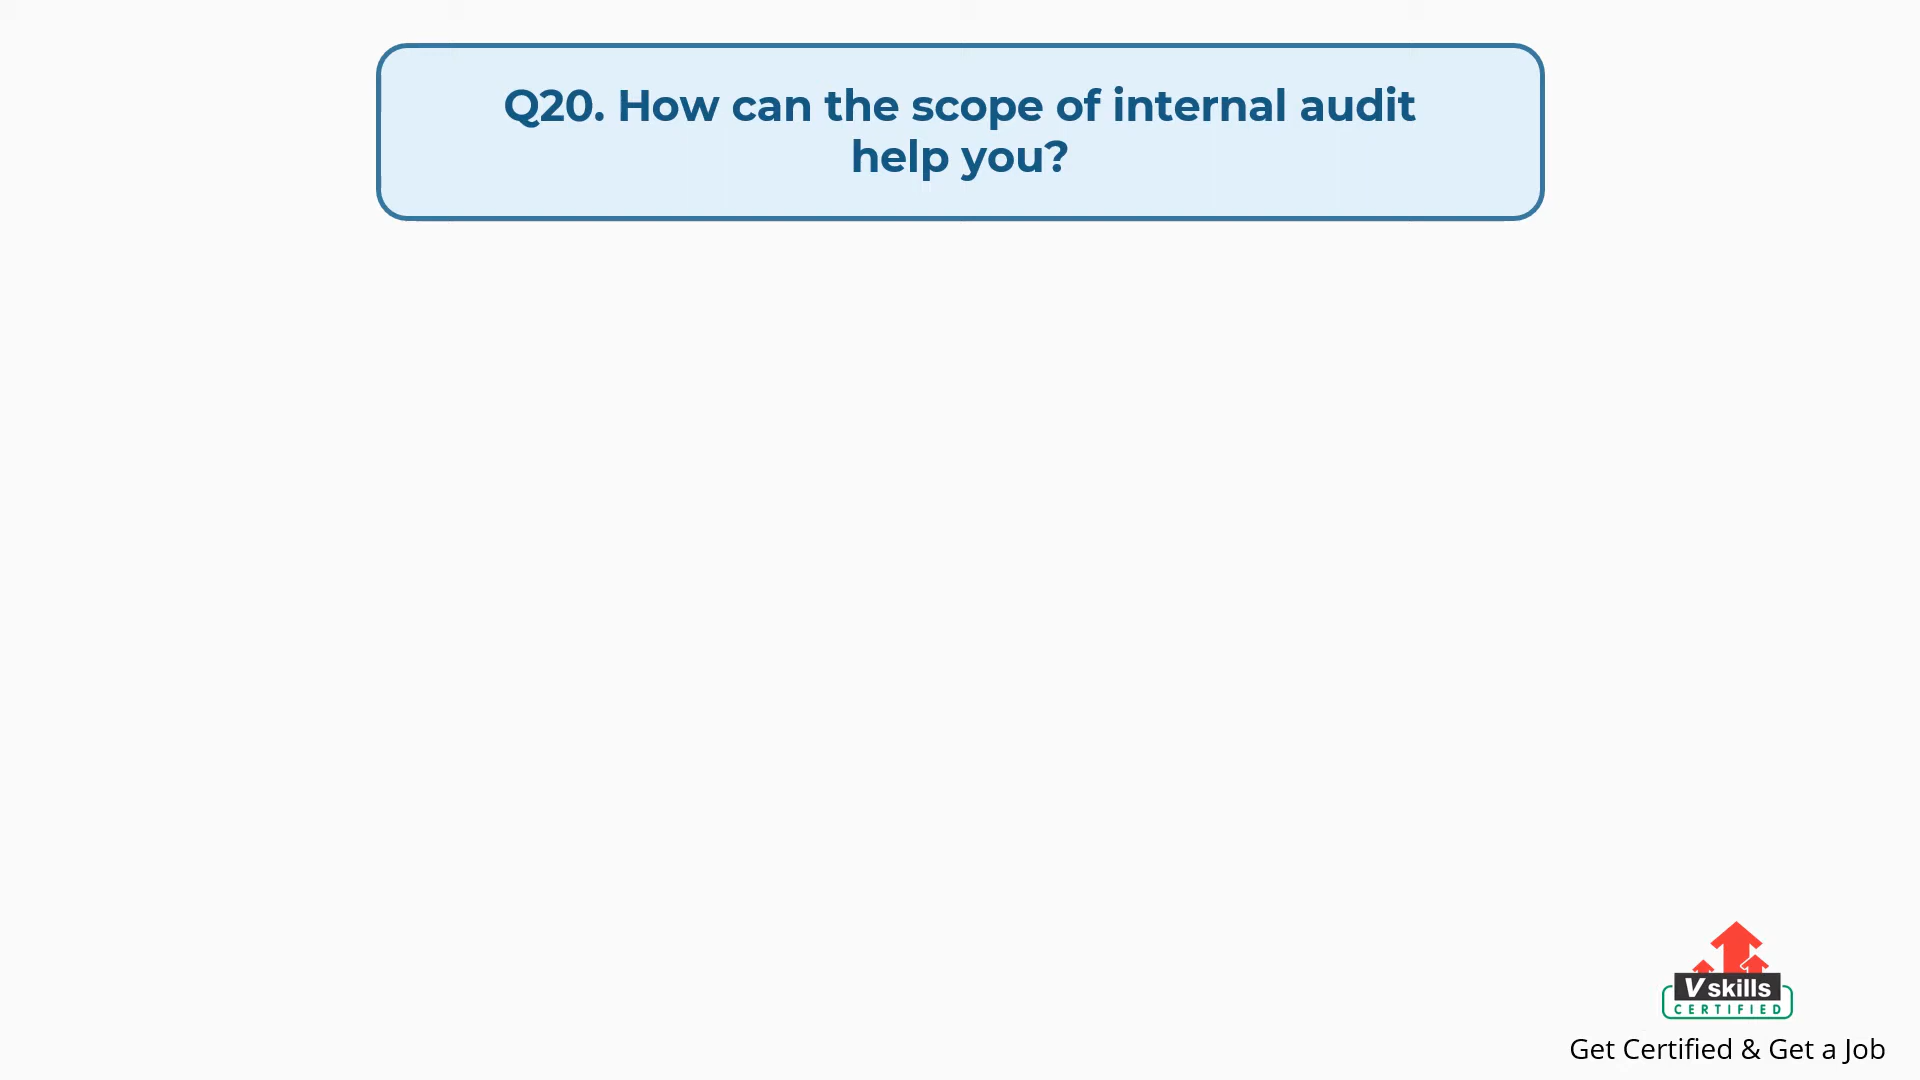 Q20. How can the scope of internal audit
help you?
Vskills
CERTIFIED
Get Certified & Get a Job